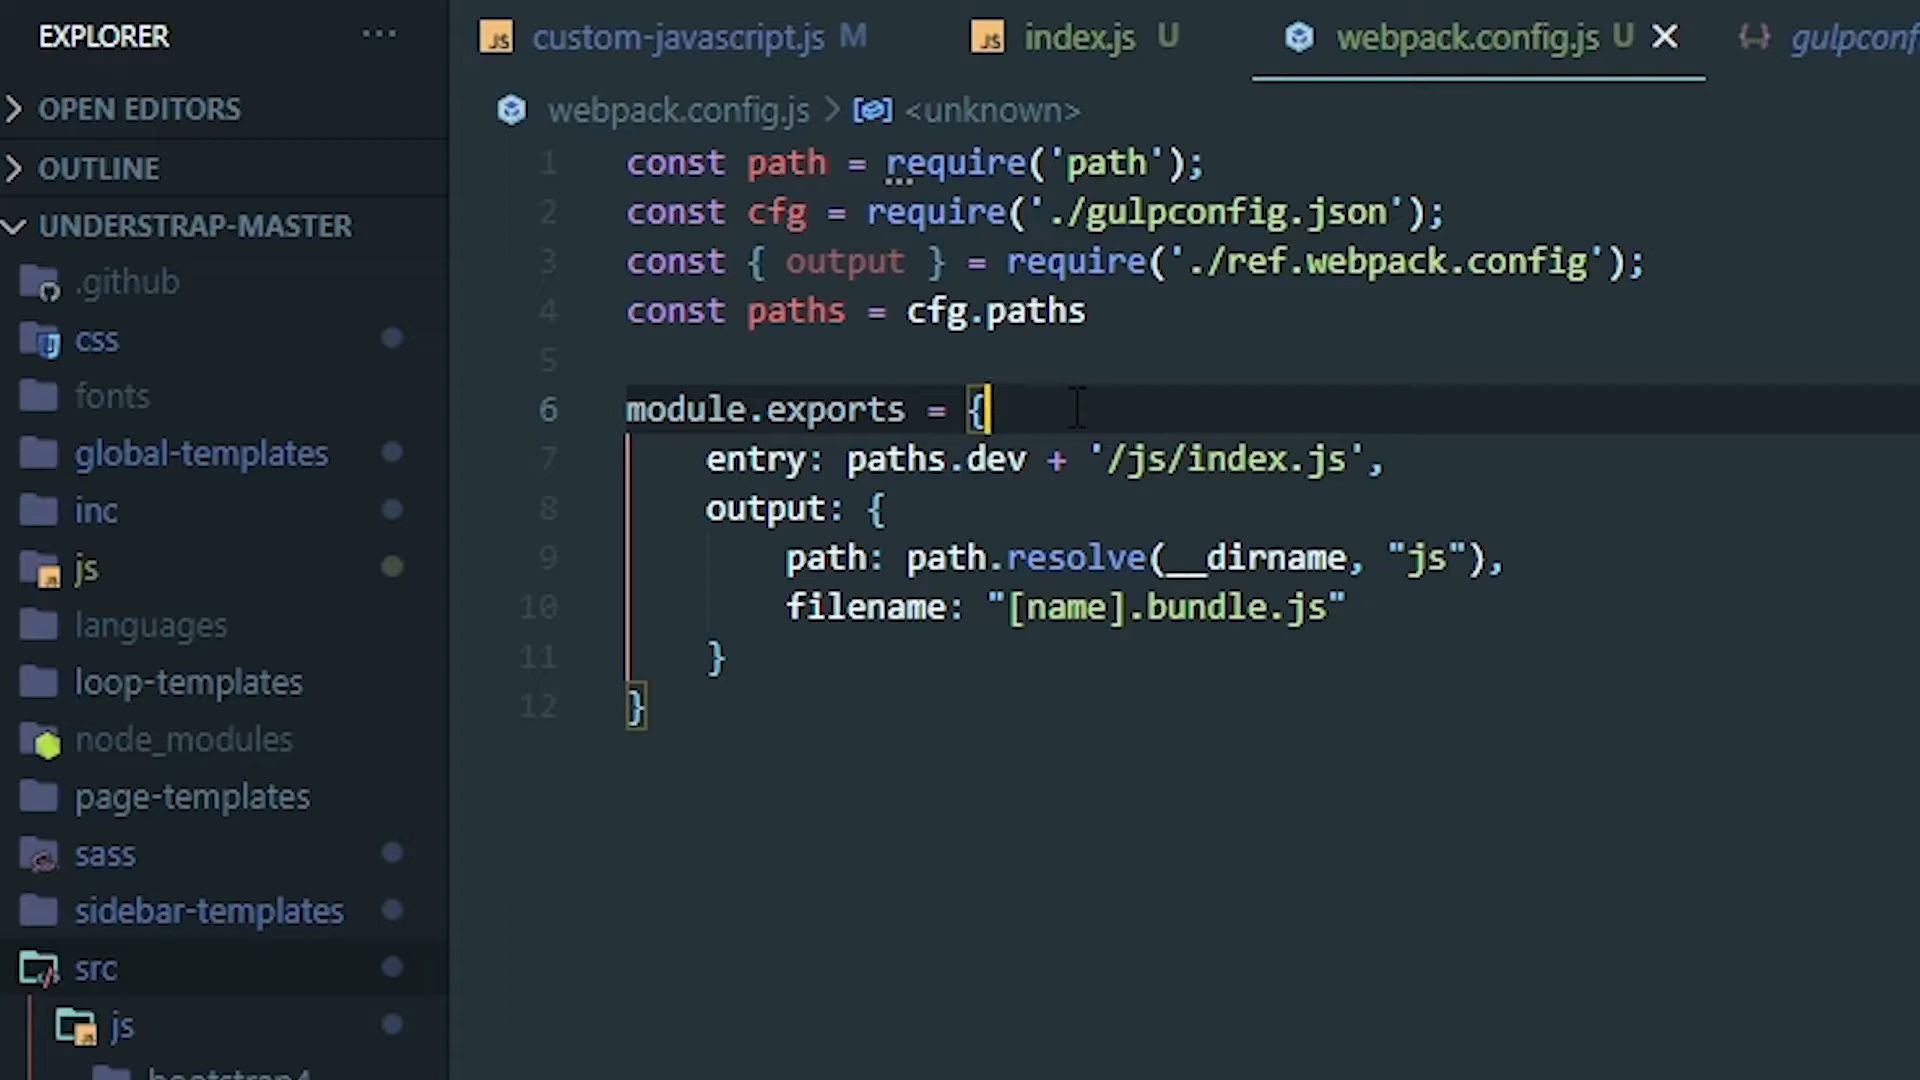 EXPLORER ...
custom-javascript.js M
index.js U
webpack.config.js U
gulpconf
OPEN EDITORS
OUTLINE
UNDERSTRAP-MASTER
.github
css
fonts
global-templates
inc
js
languages
loop-templates
node_modules
page-templates
sass
sidebar-templates
src
js
bootstrap4
webpack.config.js > <unknown>
1 const path = require('path');
2 const cfg = require('./gulpconfig.json');
3 const { output } = require('./ref.webpack.config');
4 const paths = cfg.paths
5
6 module.exports = {
7 entry: paths.dev + '/js/index.js',
8 output: {
9 path: path.resolve(__dirname, "js"),
10 filename: "[name].bundle.js"
11 }
12 }